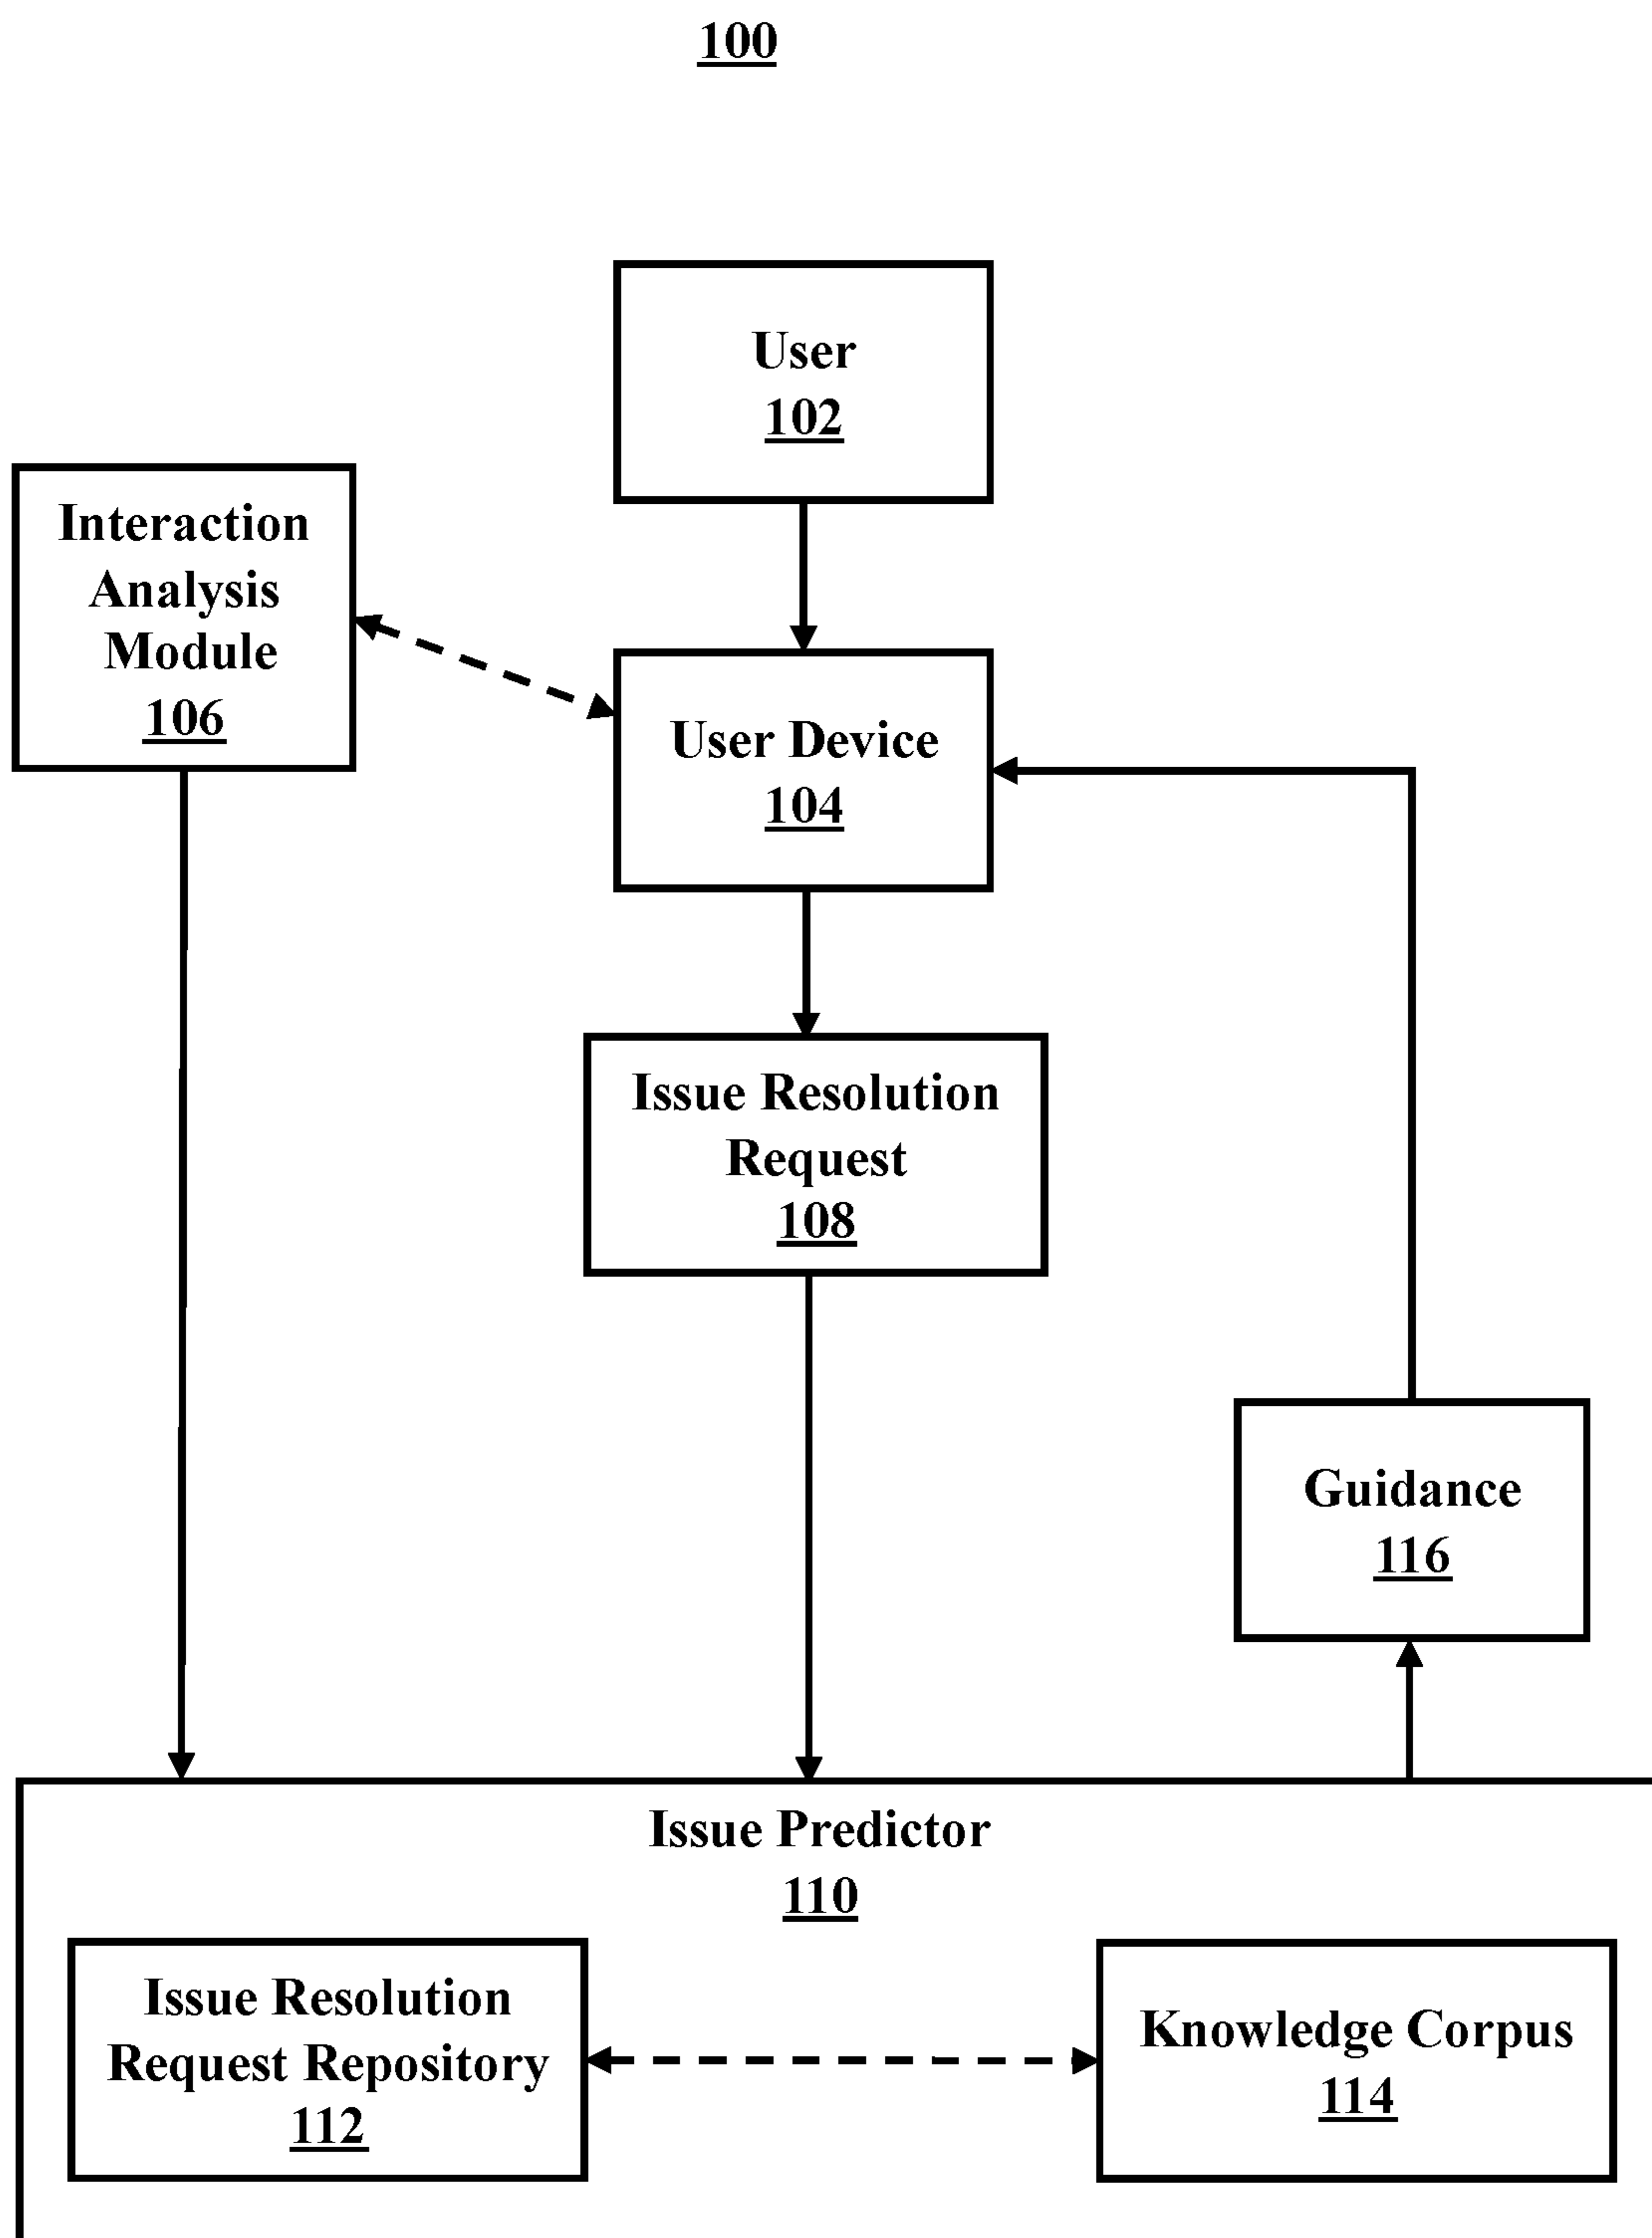 100
User
102
Interaction
Analysis
Module
106
User Device
104
Issue Resolution
Request
108
Guidance
116
Issue Predictor
110
Issue Resolution
Request Repository
112
Knowledge Corpus
114